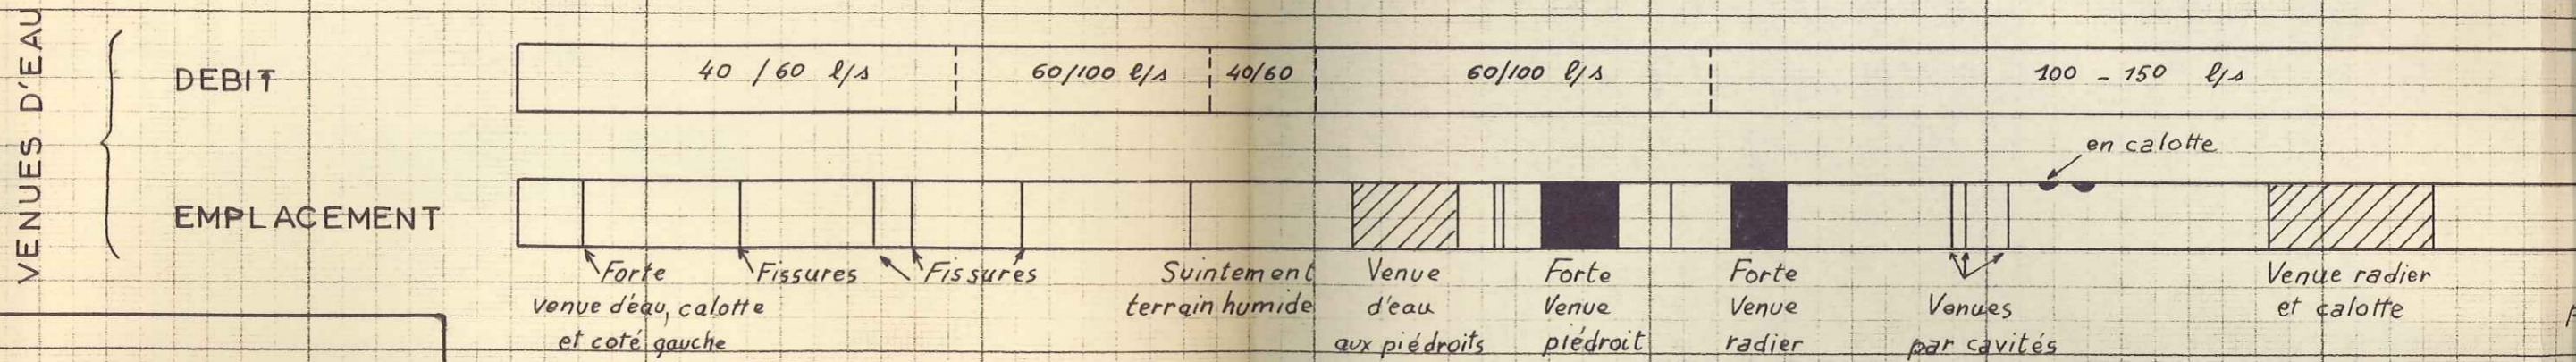 VENUES D'EAU
DEBIT
40 / 60 l/s
60/100 l/s
40/60
60/100 l/s
100 - 150 l/s
en calotte
EMPLACEMENT
Forte
venue d'eau, calotte
et coté gauche
Fissures
Fissures
Suintement
terrain humide
Venue
d'eau
aux piédroits
Forte
Venue
piédroit
Forte
Venue
radier
Venues
par cavités
Venue radier
et calotte